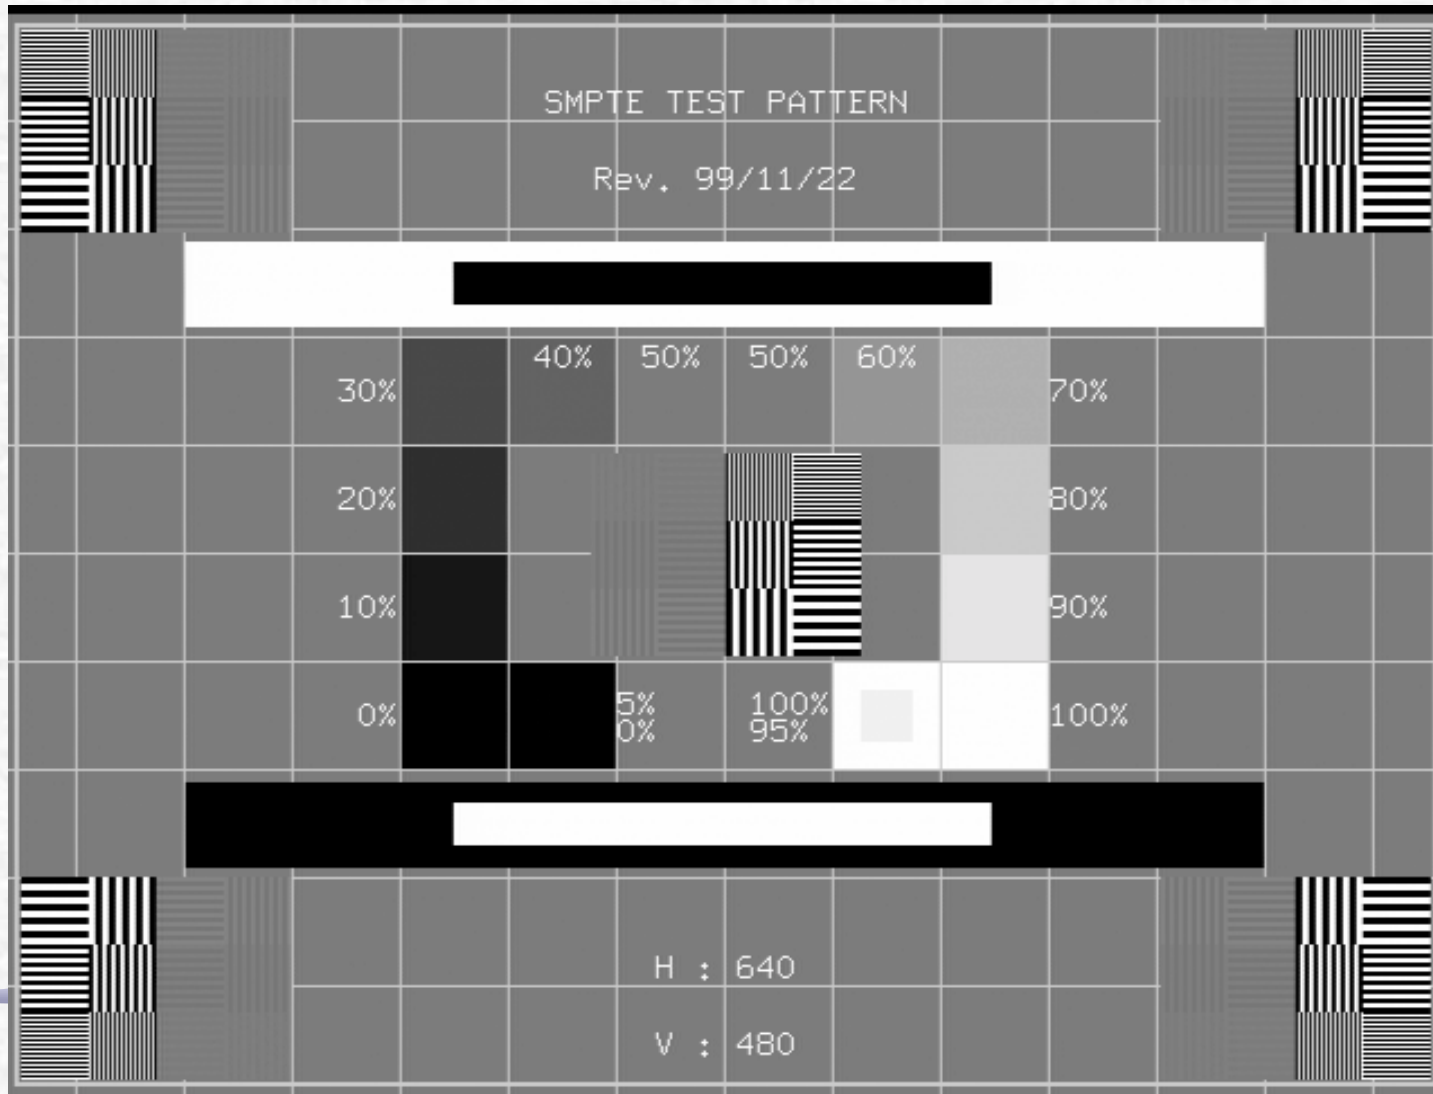 SMPTE TEST PATTERN
Rev. 99/11/22
40% 50% 50% 60%
30% 70%
20% 80%
10% 90%
0% 5% 100% 100%
0% 95%
H : 640
V : 480